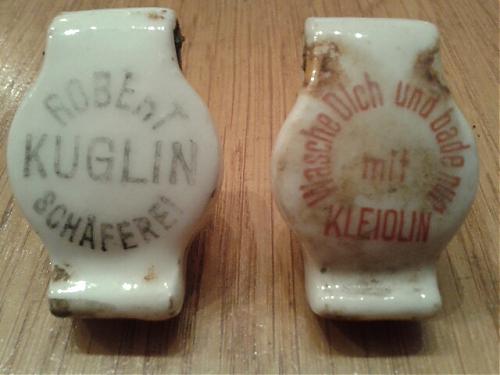 ROBERT
KUGLIN
SCHÄFEREI
Wasche Dich und bade nur
mit
KLEIOLIN